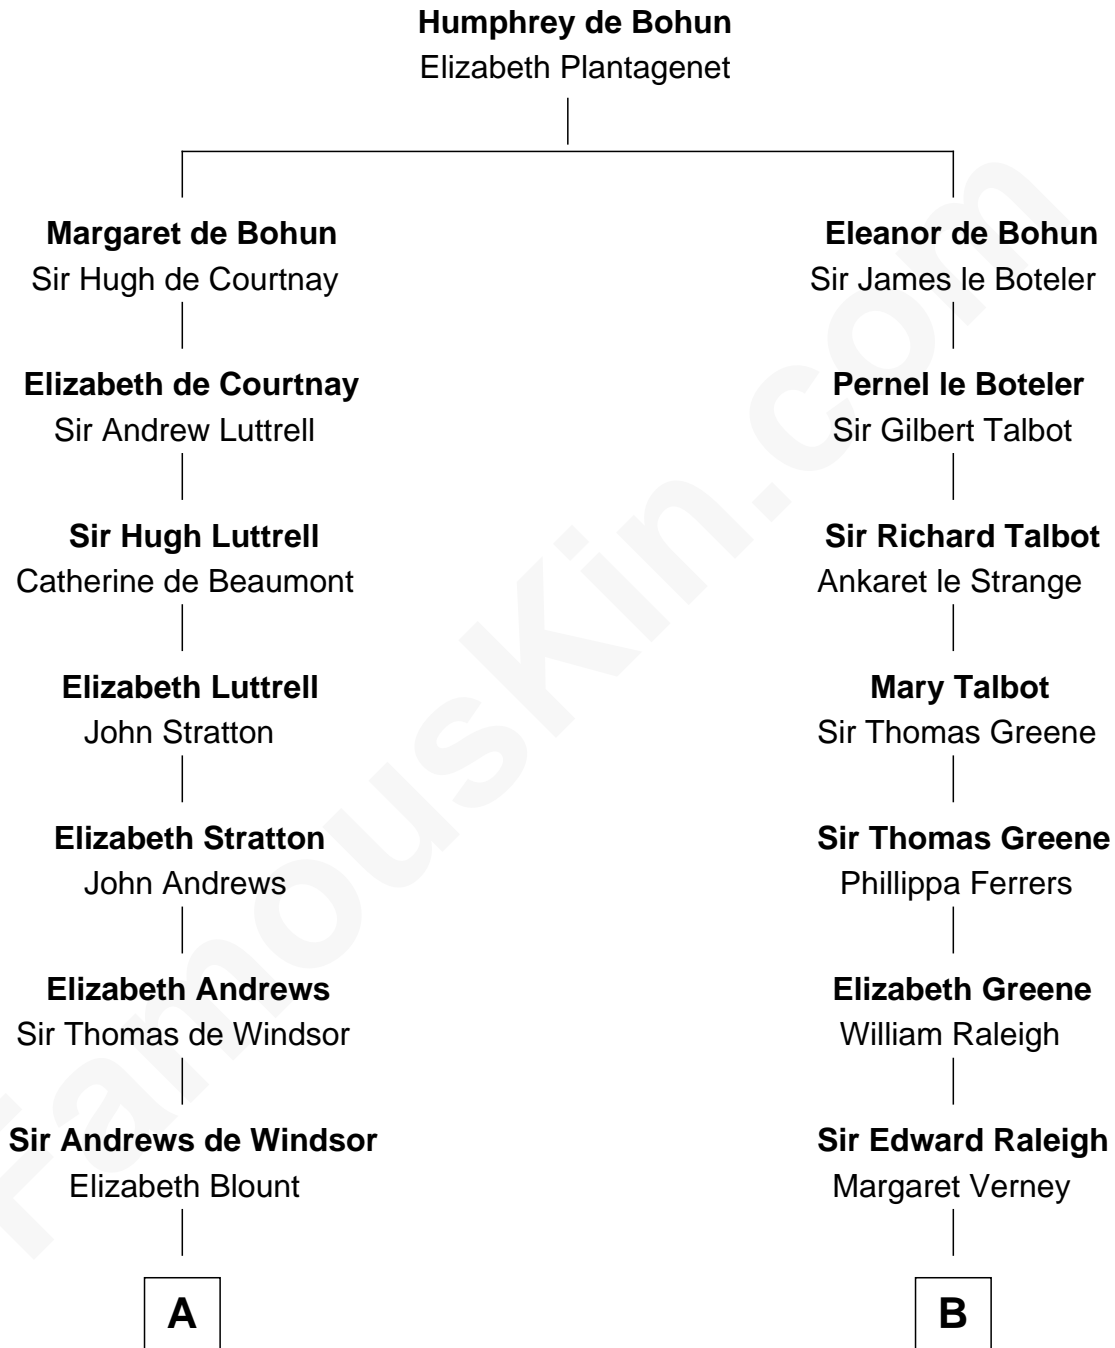 Humphrey de Bohun
Elizabeth Plantagenet
Margaret de Bohun
Sir Hugh de Courtnay
Eleanor de Bohun
Sir James le Boteler
Elizabeth de Courtnay
Sir Andrew Luttrell
Pernel le Boteler
Sir Gilbert Talbot
Sir Hugh Luttrell
Catherine de Beaumont
Sir Richard Talbot
Ankaret le Strange
Elizabeth Luttrell
John Stratton
Mary Talbot
Sir Thomas Greene
Elizabeth Stratton
John Andrews
Sir Thomas Greene
Phillippa Ferrers
Elizabeth Andrews
Sir Thomas de Windsor
Elizabeth Greene
William Raleigh
Sir Andrews de Windsor
Elizabeth Blount
Sir Edward Raleigh
Margaret Verney
A
B
FamousKin.com